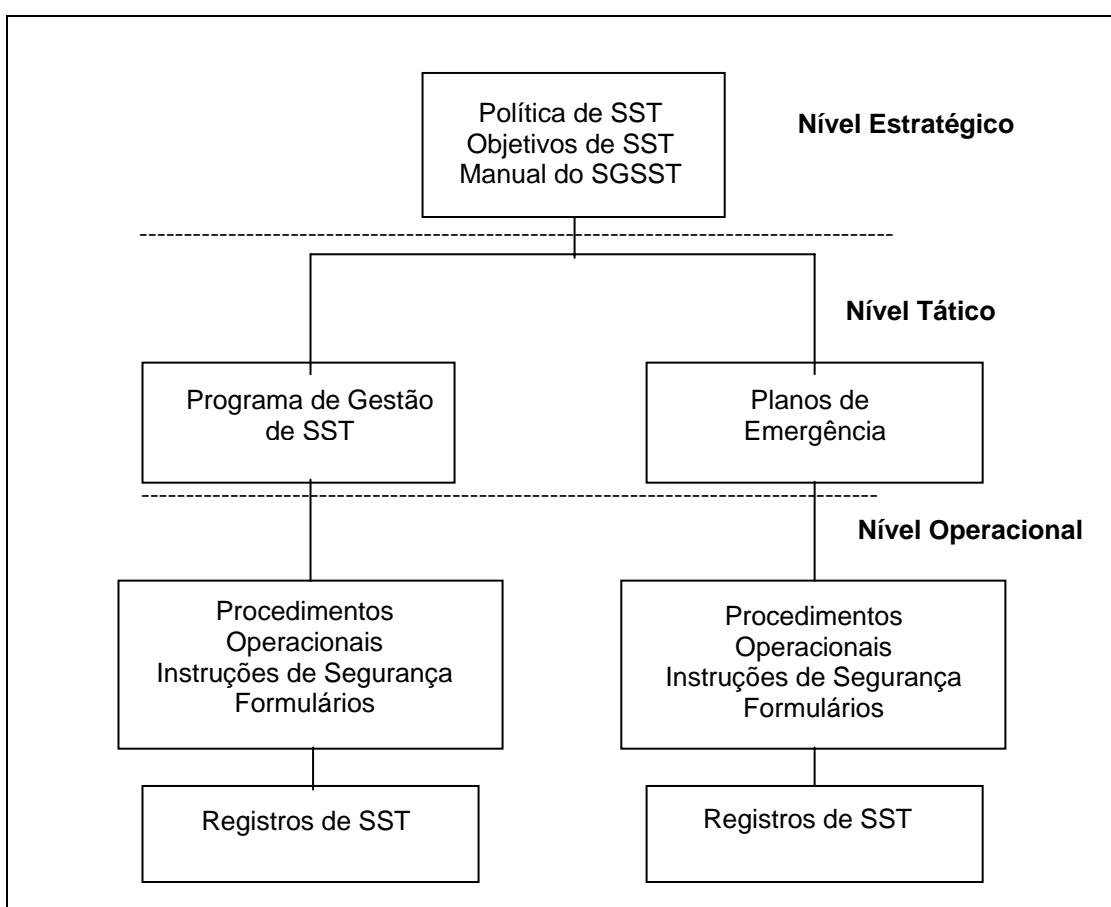 Política de SST
Objetivos de SST
Manual do SGSST
Nível Estratégico
Nível Tático
Programa de Gestão
de SST
Planos de
Emergência
Nível Operacional
Procedimentos
Operacionais
Instruções de Segurança
Formulários
Procedimentos
Operacionais
Instruções de Segurança
Formulários
Registros de SST
Registros de SST